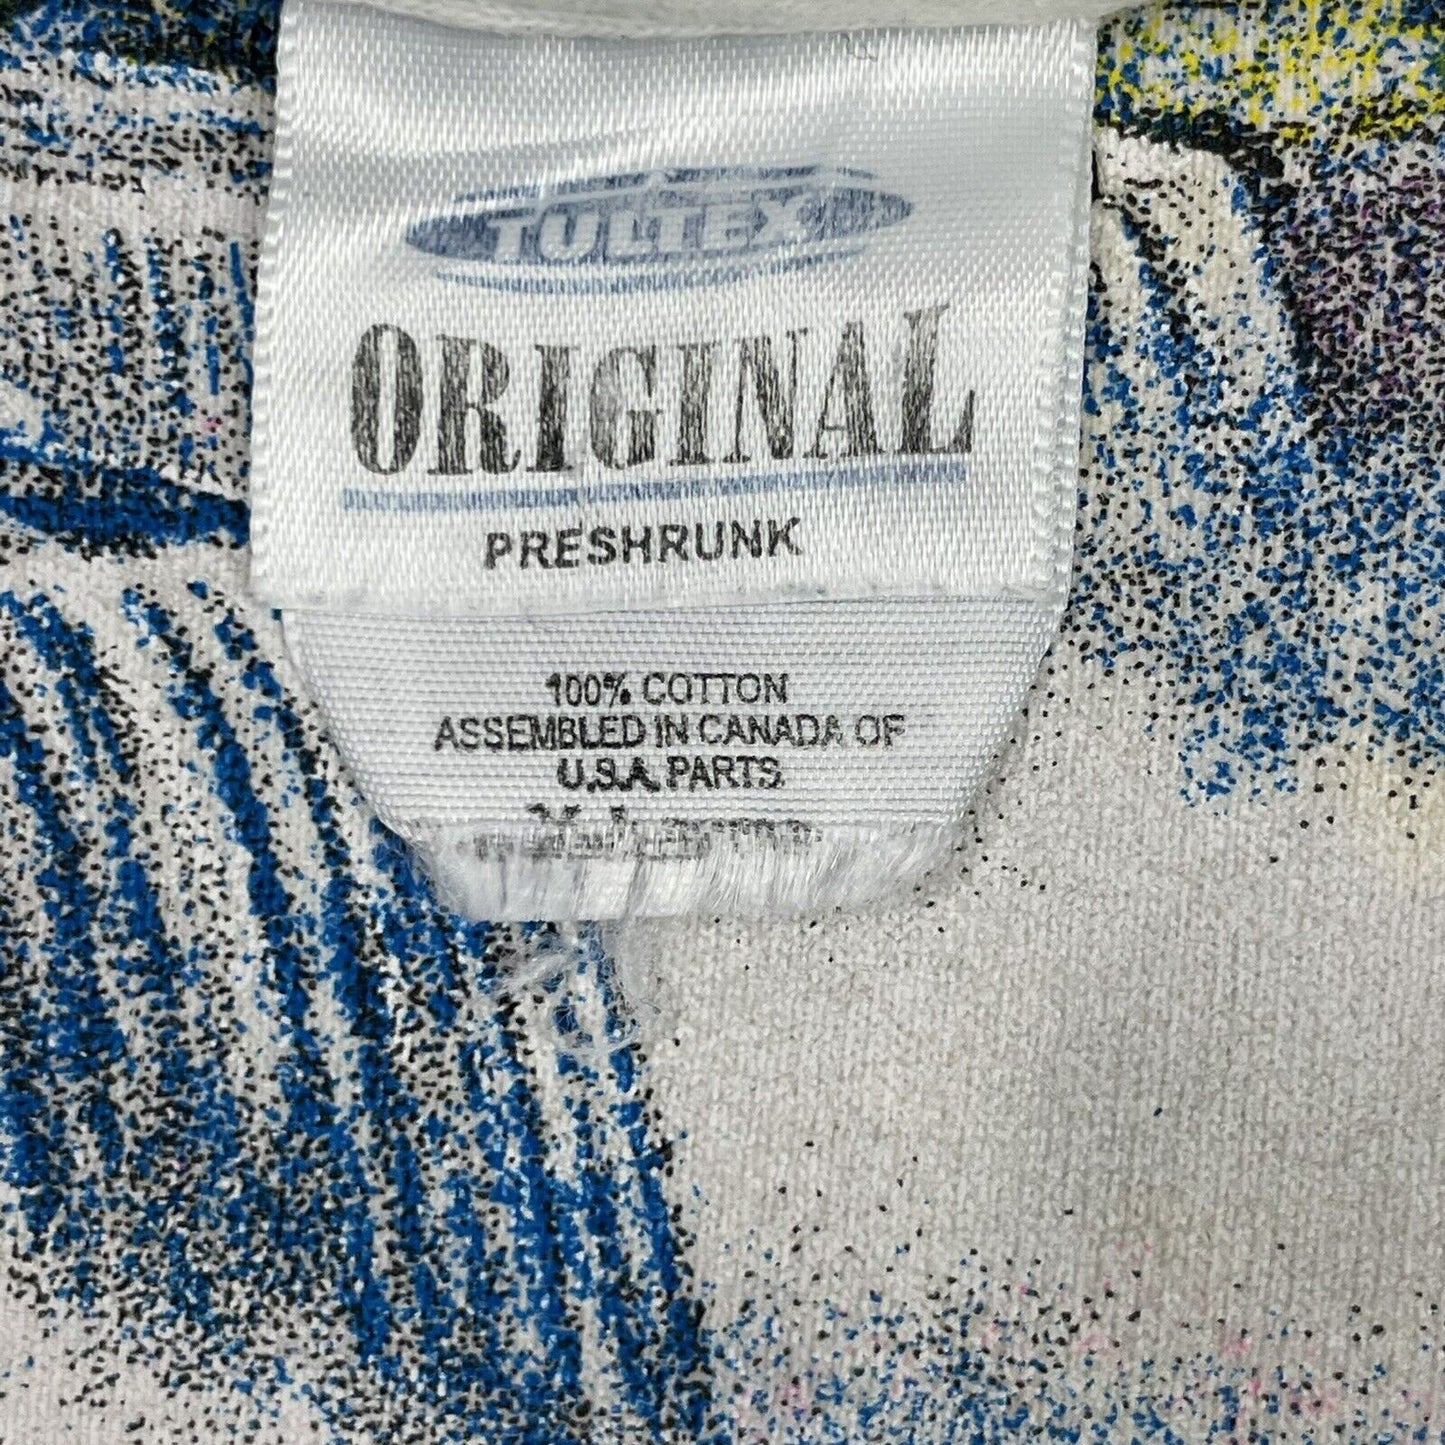 TULTEX
ORIGINAL
PRESHRUNK
100% COTTON
ASSEMBLED IN CANADA OF
U.S.A. PARTS